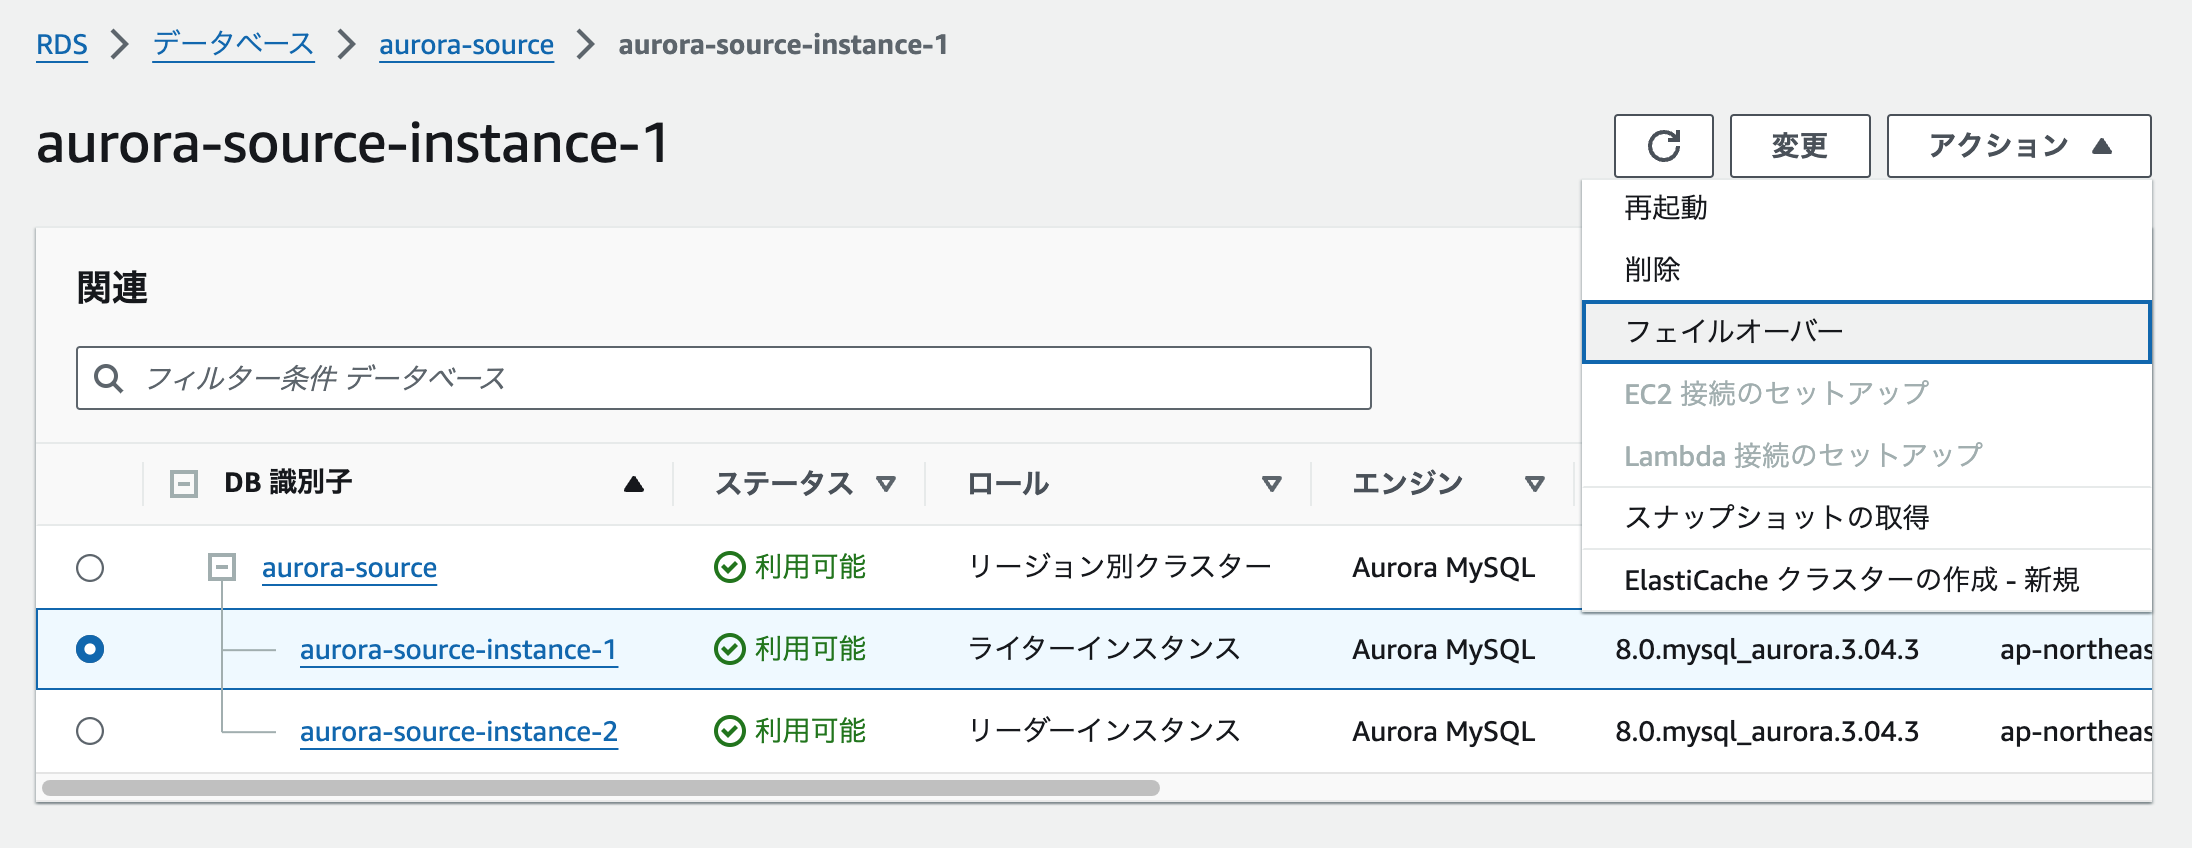 RDS データベース aurora-source aurora-source-instance-1
aurora-source-instance-1
変更 アクション
再起動
削除
フェイルオーバー
EC2 接続のセットアップ
Lambda 接続のセットアップ
スナップショットの取得
ElastiCache クラスターの作成 - 新規
関連
フィルター条件 データベース
DB 識別子 ステータス ロール エンジン
aurora-source 利用可能 リージョン別クラスター Aurora MySQL
aurora-source-instance-1 利用可能 ライターインスタンス Aurora MySQL 8.0.mysql_aurora.3.04.3 ap-northeas
aurora-source-instance-2 利用可能 リーダーインスタンス Aurora MySQL 8.0.mysql_aurora.3.04.3 ap-northeas